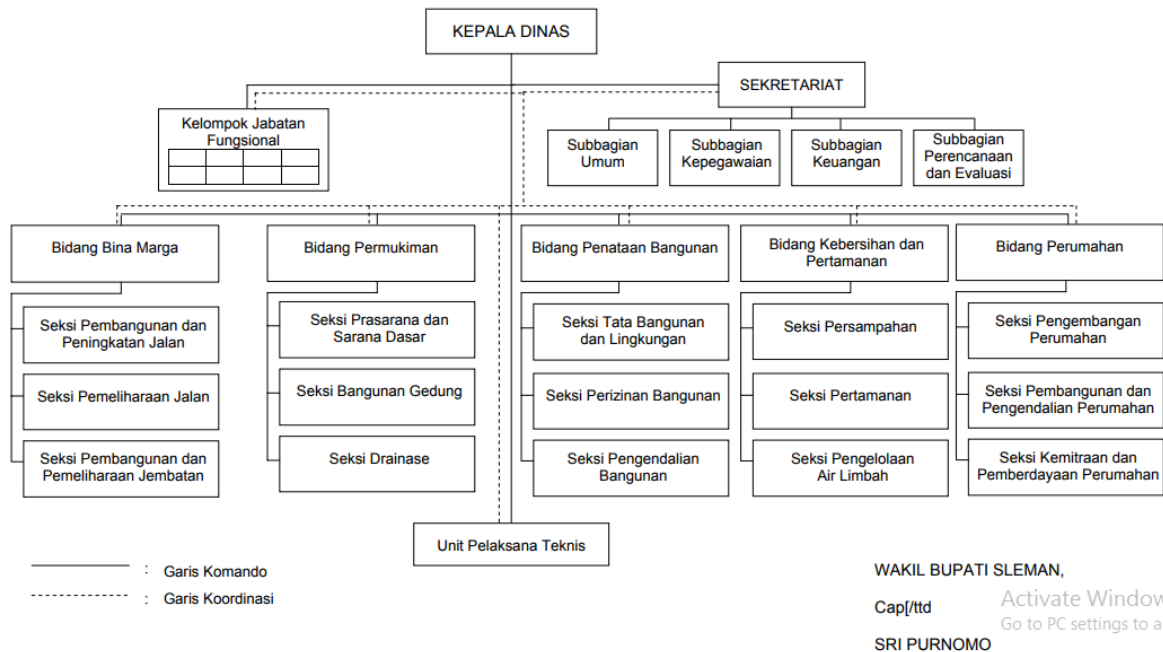 KEPALA DINAS
SEKRETARIAT
Kelompok Jabatan
Fungsional
Subbagian
Umum
Subbagian
Kepegawaian
Subbagian
Keuangan
Subbagian
Perencanaan
dan Evaluasi
Bidang Bina Marga
Bidang Permukiman
Bidang Penataan Bangunan
Bidang Kebersihan dan
Pertamanan
Bidang Perumahan
Seksi Pembangunan dan
Peningkatan Jalan
Seksi Pemeliharaan Jalan
Seksi Pembangunan dan
Pemeliharaan Jembatan
Seksi Prasarana dan
Sarana Dasar
Seksi Bangunan Gedung
Seksi Drainase
Seksi Tata Bangunan
dan Lingkungan
Seksi Perizinan Bangunan
Seksi Pengendalian
Bangunan
Seksi Persampahan
Seksi Pertamanan
Seksi Pengelolaan
Air Limbah
Seksi Pengembangan
Perumahan
Seksi Pembangunan dan
Pengendalian Perumahan
Seksi Kemitraan dan
Pemberdayaan Perumahan
Unit Pelaksana Teknis
: Garis Komando
: Garis Koordinasi
WAKIL BUPATI SLEMAN,
Cap[/ttd
SRI PURNOMO
Activate Window
Go to PC settings to a